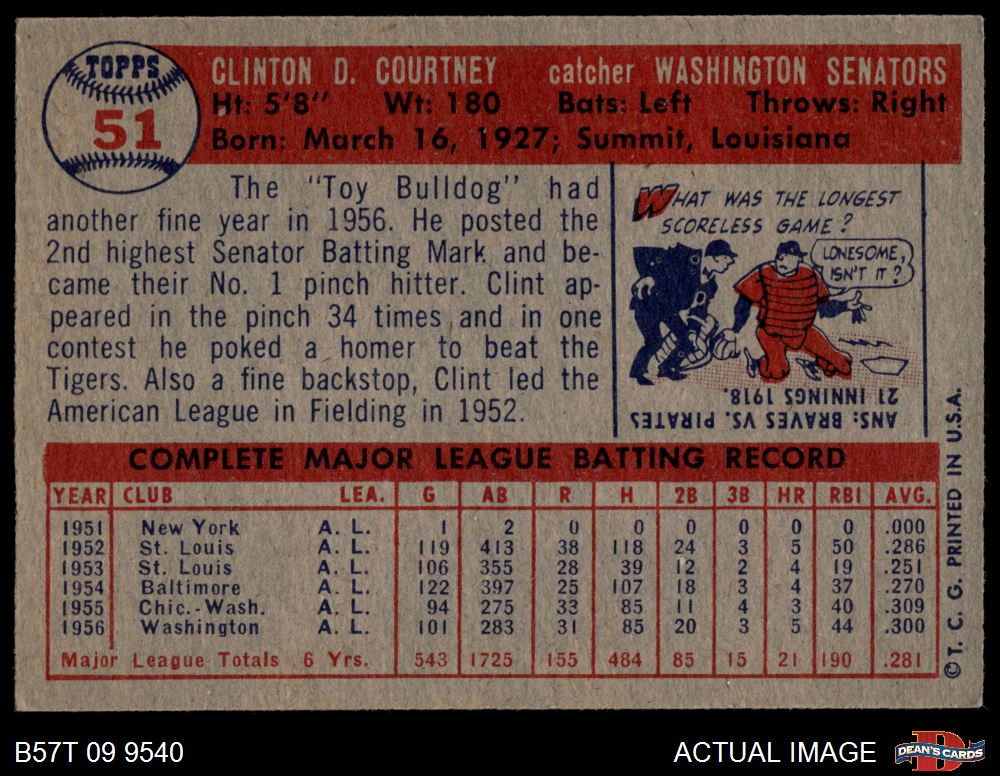 TOPPS
51
CLINTON D. COURTNEY catcher WASHINGTON SENATORS
Ht: 5'8" Wt: 180 Bats: Left Throws: Right
Born: March 16, 1927; Summit, Louisiana
The "Toy Bulldog" had
another fine year in 1956. He posted the
2nd highest Senator Batting Mark and be-
came their No. 1 pinch hitter. Clint ap-
peared in the pinch 34 times and in one
contest he poked a homer to beat the
Tigers. Also a fine backstop, Clint led the
American League in Fielding in 1952.
WHAT WAS THE LONGEST
SCORELESS GAME?
LONESOME,
ISN'T IT?
ANS: BRAVES VS. PIRATES
21 INNINGS 1918.
COMPLETE MAJOR LEAGUE BATTING RECORD
YEAR CLUB LEA. G AB R H 2B 3B HR RBI AVG.
1951 New York A. L. 1 2 0 0 0 0 0 0 .000
1952 St. Louis A. L. 119 413 38 118 24 3 5 50 .286
1953 St. Louis A. L. 106 355 28 39 12 2 4 19 .251
1954 Baltimore A. L. 122 397 25 107 18 3 4 37 .270
1955 Chic.-Wash. A. L. 94 275 33 85 11 4 3 40 .309
1956 Washington A. L. 101 283 31 85 20 3 5 44 .300
Major League Totals 6 Yrs. 543 1725 155 484 85 15 21 190 .281
© T. C. G. PRINTED IN U.S.A.
B57T 09 9540
ACTUAL IMAGE
D
DEAN'S CARDS